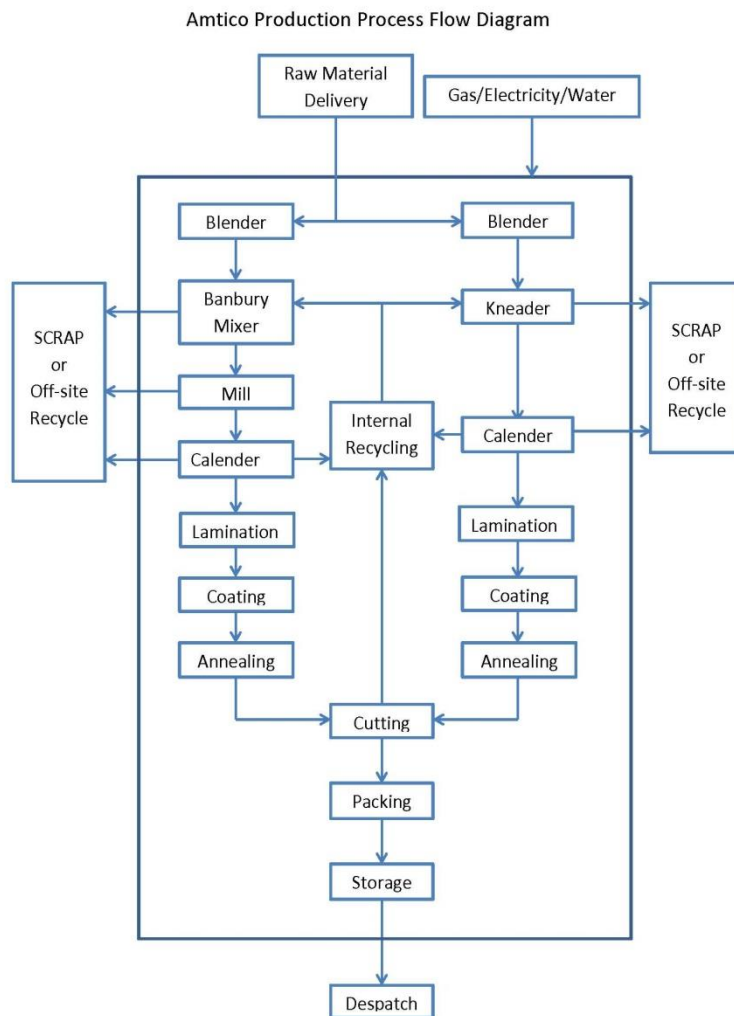 Amtico Production Process Flow Diagram
Raw Material
Delivery
Gas/Electricity/Water
Blender
Blender
Banbury
Mixer
Kneader
SCRAP
or
Off-site
Recycle
SCRAP
or
Off-site
Recycle
Mill
Internal
Recycling
Calender
Calender
Lamination
Lamination
Coating
Coating
Annealing
Annealing
Cutting
Packing
Storage
Despatch